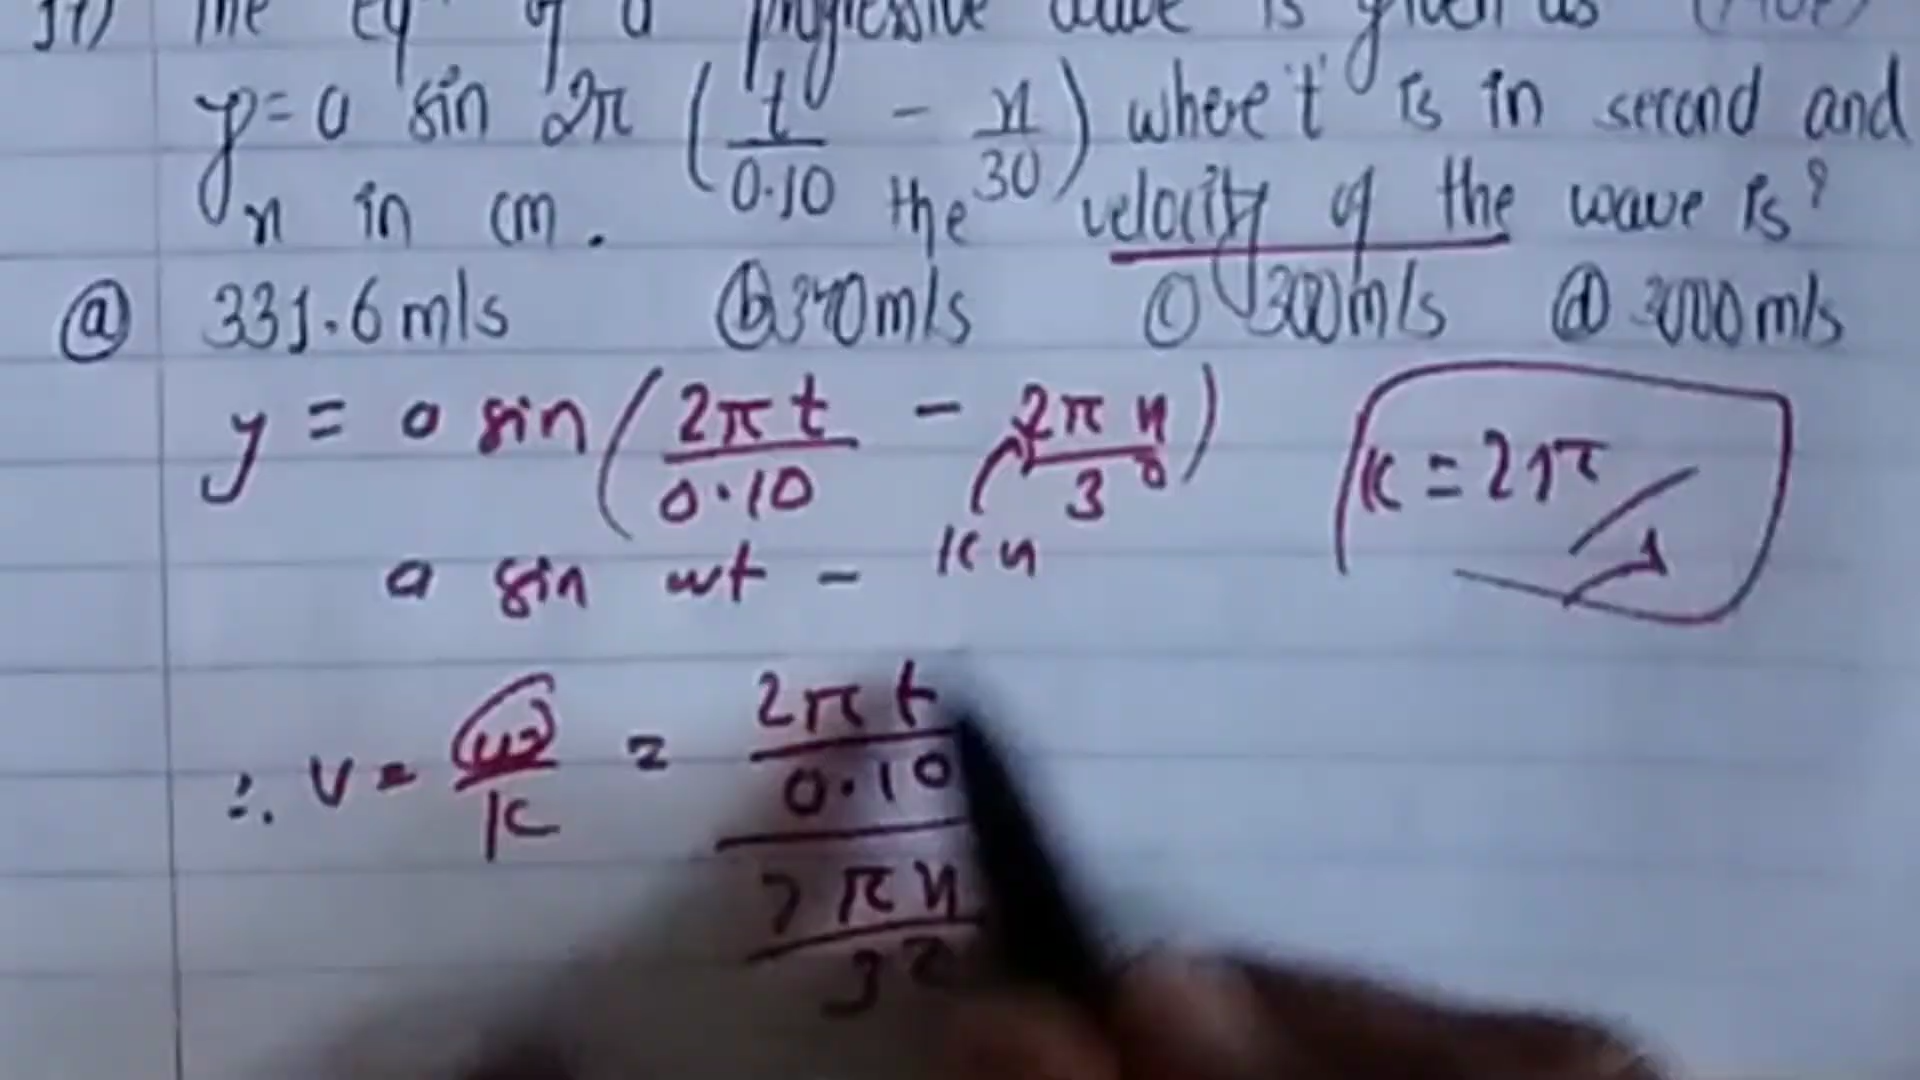 The eqⁿ of a progressive wave is given as
y = a sin 2π (t/0.10 - x/30) where 't' is in second and
x in cm. the velocity of the wave is?
(a) 331.6 m/s (b) 340 m/s (c) 300 m/s (d) 3000 m/s
y = a sin (2πt/0.10 - 2πx/30)
K = 2π/λ
a sin wt - Kx
∴ v = w/K = 2πt/0.10 / 2πx/30